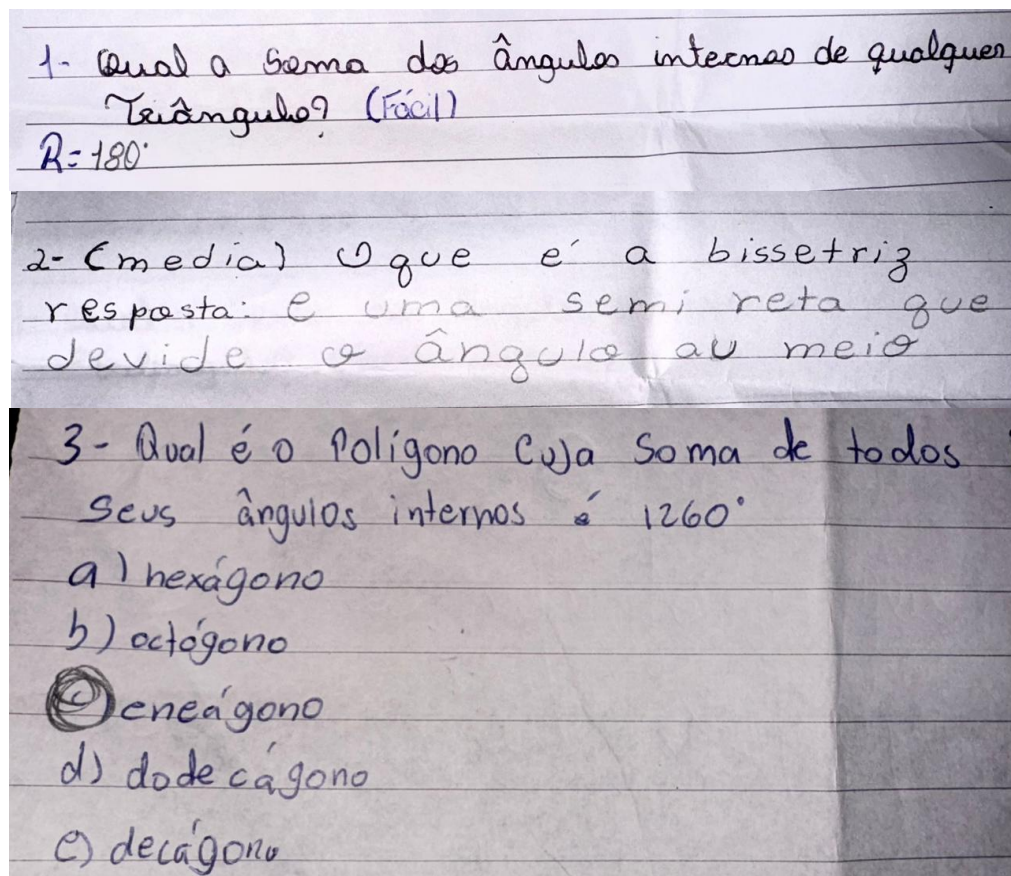 1- Qual a Soma dos ângulos internos de qualquer
Triângulo? (Fácil)
R= 180°
2- (media) O que é a bissetriz
resposta: e uma semi reta que
devide o ângulo au meio
3- Qual é o Polígono Cuja Soma de todos
Seus ângulos internos é 1260°
a) hexágono
b) octógono
c) eneágono
d) dodecágono
e) decágono